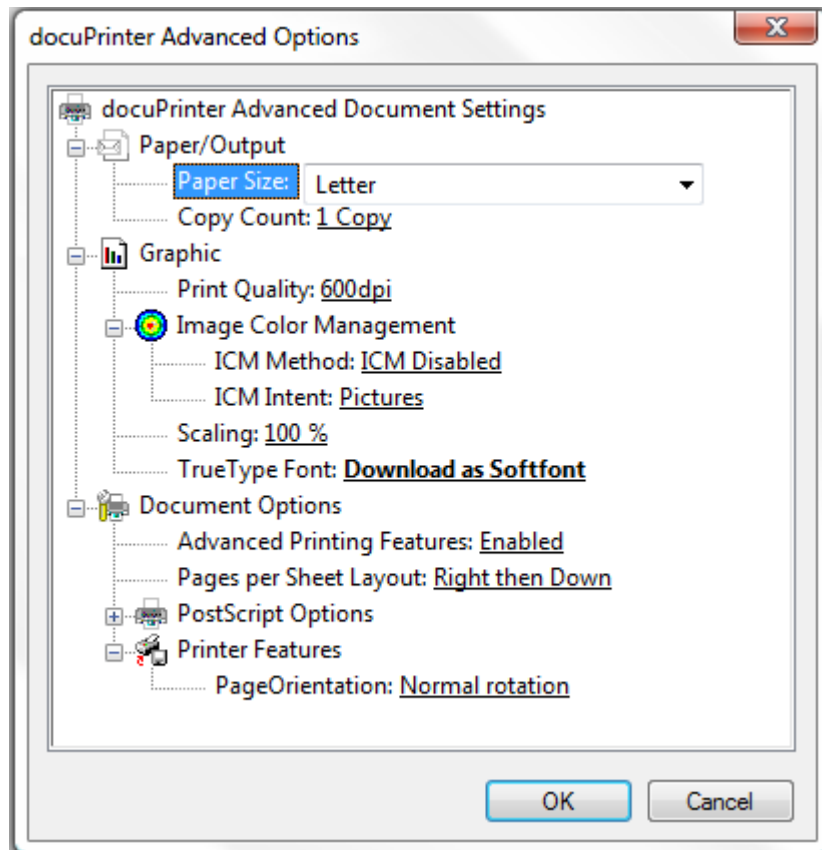 docuPrinter Advanced Options
docuPrinter Advanced Document Settings
Paper/Output
Paper Size: Letter
Copy Count: 1 Copy
Graphic
Print Quality: 600dpi
Image Color Management
ICM Method: ICM Disabled
ICM Intent: Pictures
Scaling: 100 %
TrueType Font: Download as Softfont
Document Options
Advanced Printing Features: Enabled
Pages per Sheet Layout: Right then Down
PostScript Options
Printer Features
PageOrientation: Normal rotation
OK Cancel